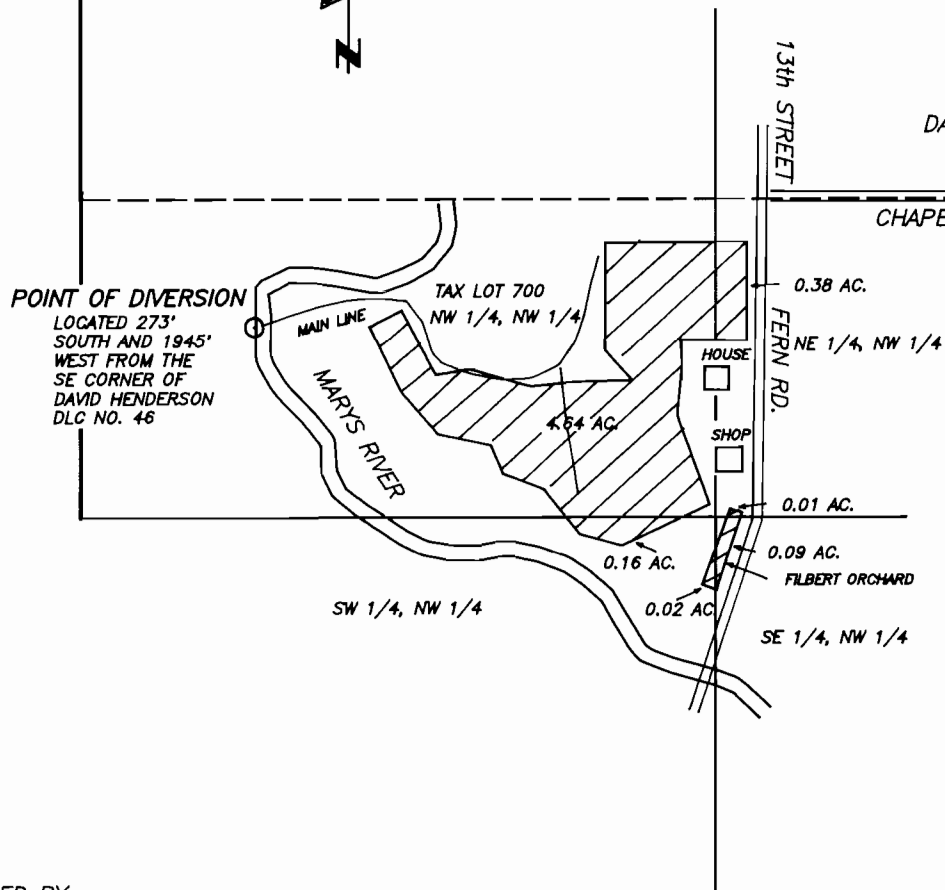 N
13th STREET
DA
CHAPE
POINT OF DIVERSION
LOCATED 273'
SOUTH AND 1945'
WEST FROM THE
SE CORNER OF
DAVID HENDERSON
DLC NO. 46
MAIN LINE
TAX LOT 700
NW 1/4, NW 1/4
0.38 AC.
FERN RD.
NE 1/4, NW 1/4
HOUSE
MARYS RIVER
4.64 AC.
SHOP
0.01 AC.
0.16 AC.
0.09 AC.
FILBERT ORCHARD
0.02 AC
SW 1/4, NW 1/4
SE 1/4, NW 1/4